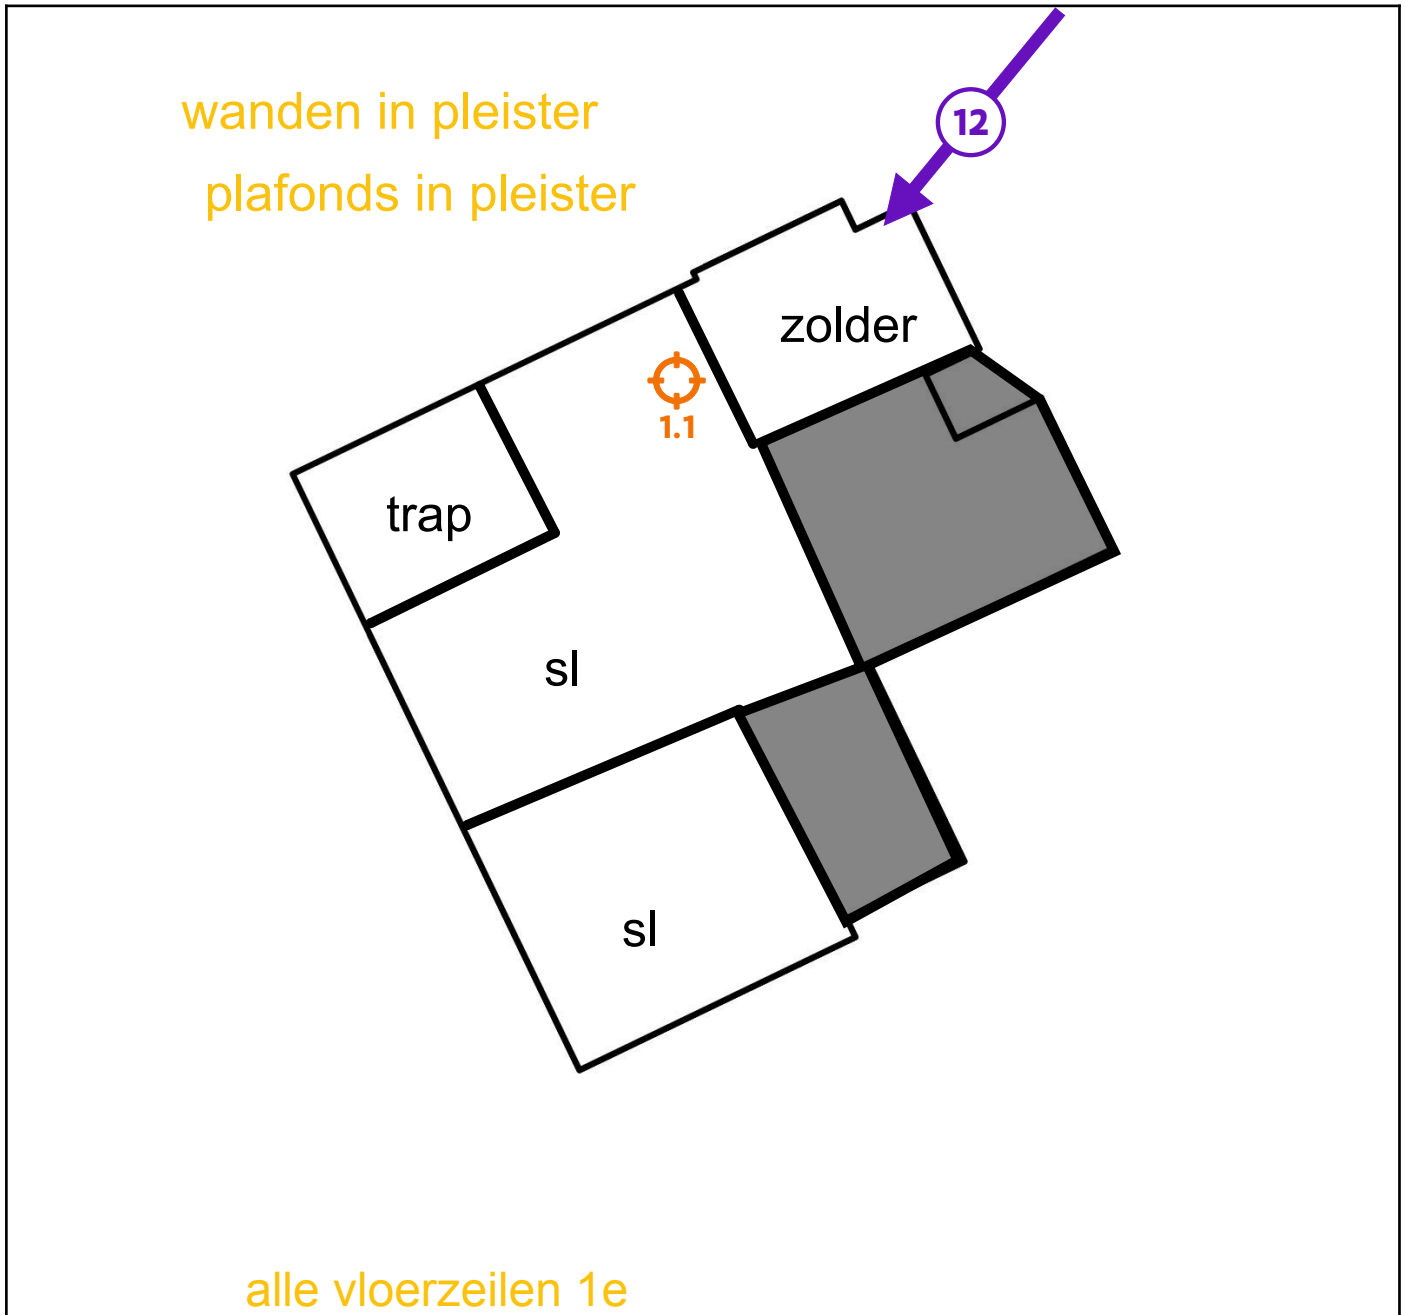 wanden in pleister
12
plafonds in pleister
zolder
1.1
trap
sl
sl
alle vloerzeilen 1e